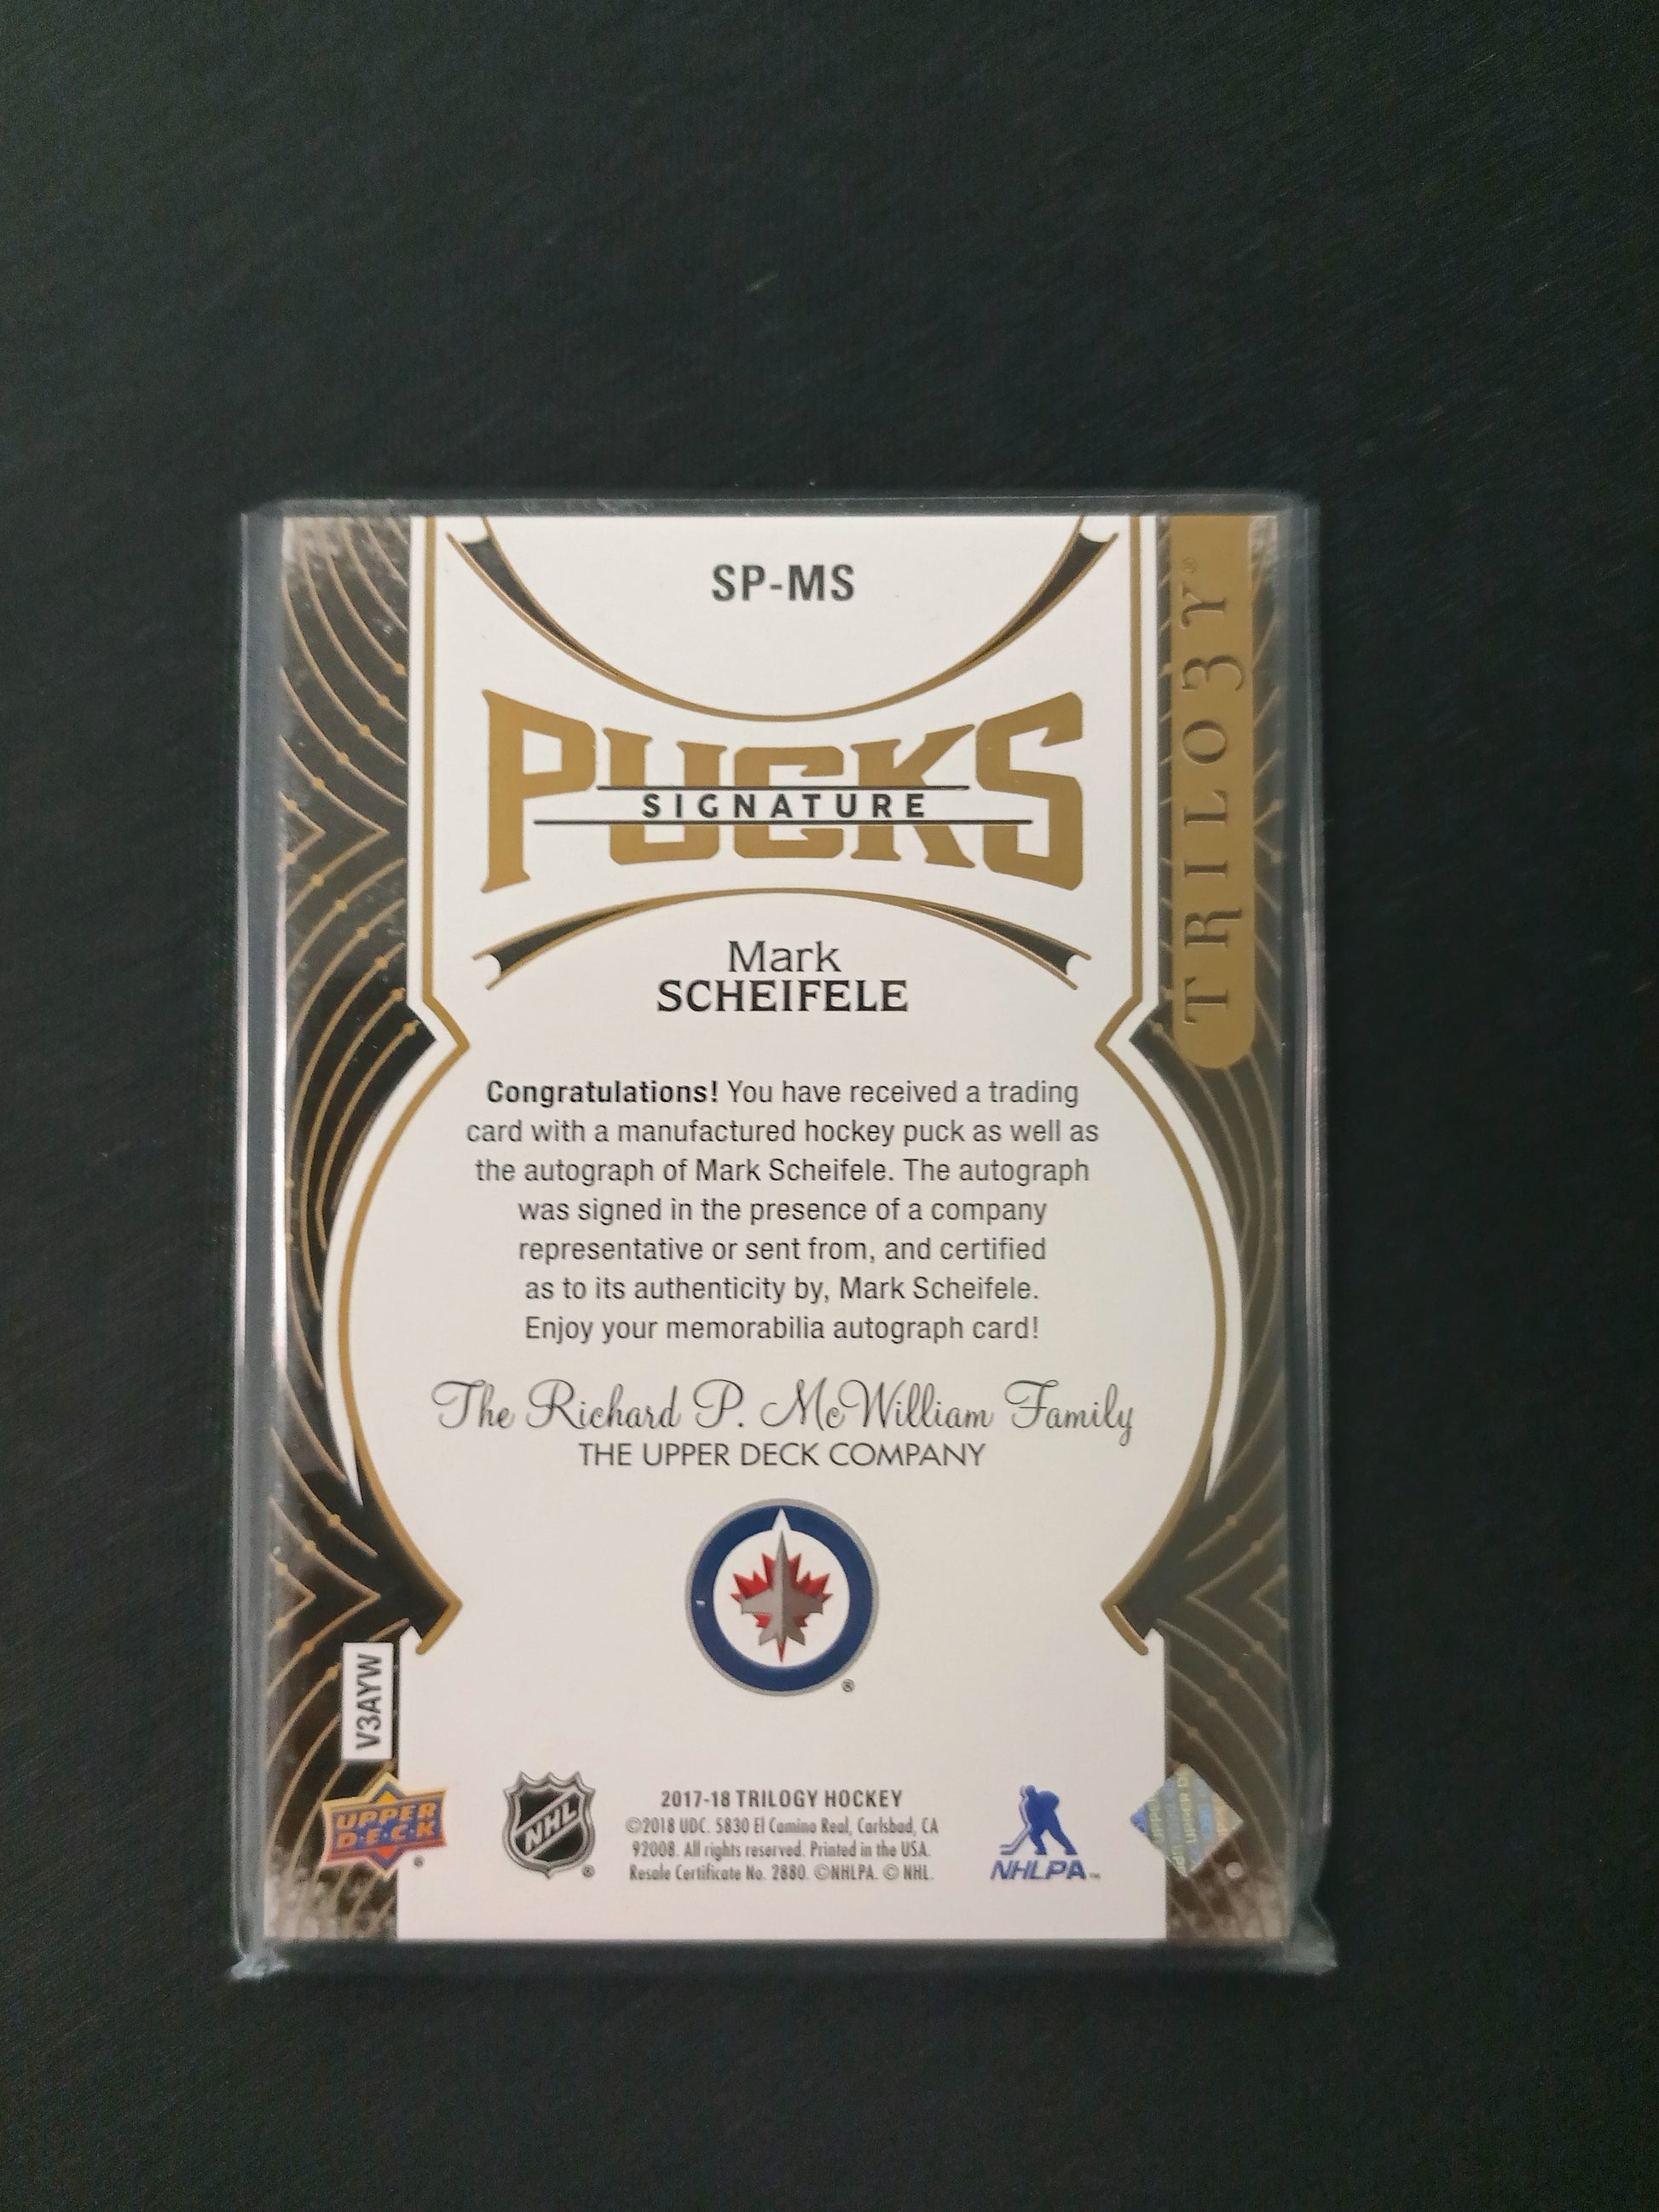 SP-MS
PUCKS
SIGNATURE
TRILO3Y®
Mark
SCHEIFELE
Congratulations! You have received a trading
card with a manufactured hockey puck as well as
the autograph of Mark Scheifele. The autograph
was signed in the presence of a company
representative or sent from, and certified
as to its authenticity by, Mark Scheifele.
Enjoy your memorabilia autograph card!
The Richard P. McWilliam Family
THE UPPER DECK COMPANY
®
V3AYW
UPPER
DECK
®
NHL
®
2017-18 TRILOGY HOCKEY
©2018 UDC. 5830 El Camino Real, Carlsbad, CA
92008. All rights reserved. Printed in the USA.
Resale Certificate No. 2880. ©NHLPA. © NHL.
NHLPA™
UPPER D
®